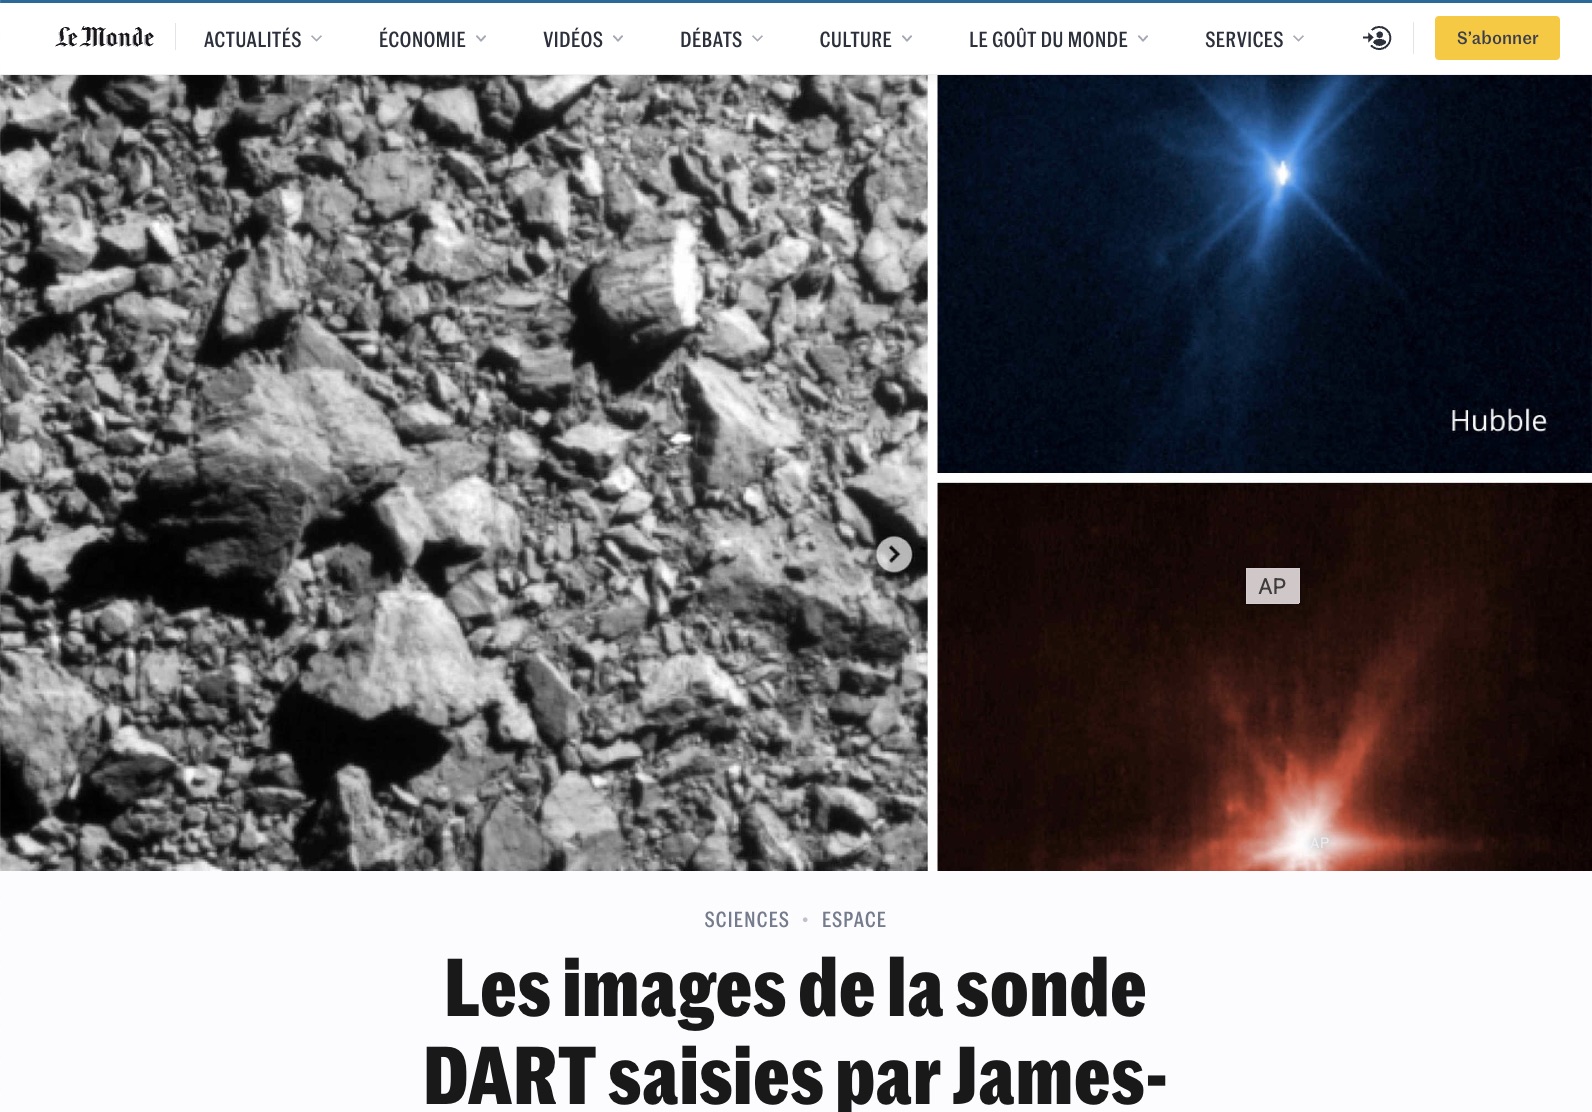 Le Monde
ACTUALITÉS
ÉCONOMIE
VIDÉOS
DÉBATS
CULTURE
LE GOÛT DU MONDE
SERVICES
S'abonner
Hubble
AP
AP
SCIENCES • ESPACE
Les images de la sonde
DART saisies par James-